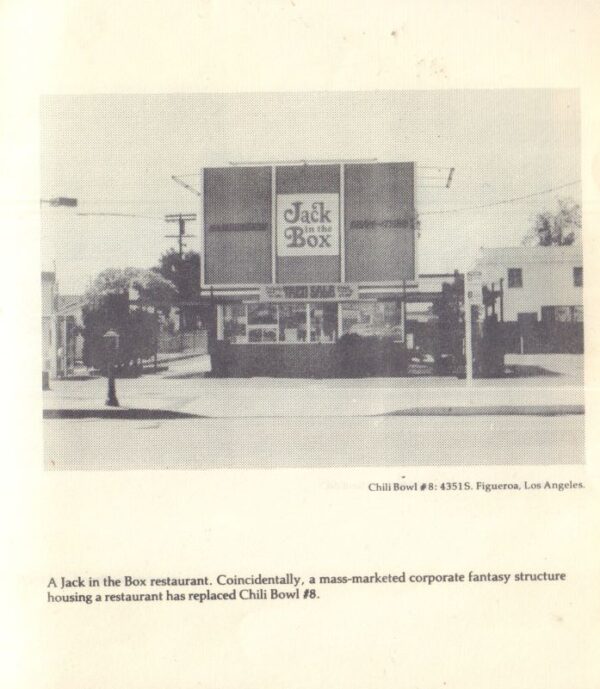 Jack
in the
Box
Chili Bowl #8: 4351 S. Figueroa, Los Angeles.
A Jack in the Box restaurant. Coincidentally, a mass-marketed corporate fantasy structure
housing a restaurant has replaced Chili Bowl #8.